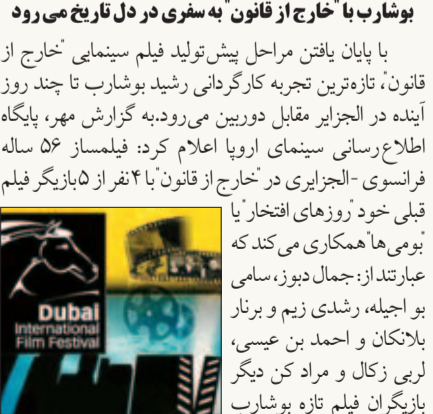 بوشارب با "خارج از قانون" به سفری در دل تاریخ می رود
با پایان یافتن مراحل پیش‌تولید فیلم سینمایی "خارج از
قانون"، تازه‌ترین تجربه کارگردانی رشید بوشارب تا چند روز
آینده در الجزایر مقابل دوربین می‌رود.به گزارش مهر، پایگاه
اطلاع‌رسانی سینمای اروپا اعلام کرد: فیلمساز ۵۶ ساله
فرانسوی -الجزایری در "خارج از قانون"با ۴نفر از ۵بازیگر فیلم
قبلی خود "روزهای افتخار"یا
"بومی‌ها"همکاری می‌کند که
عبارتند از: جمال دبوز، سامی
بو اجیله، رشدی زیم و برنار
بلانکان و احمد بن عیسی،
لربی زکال و مراد کن دیگر
بازیگران فیلم تازه بوشارب
Dubai
International
Film Festival